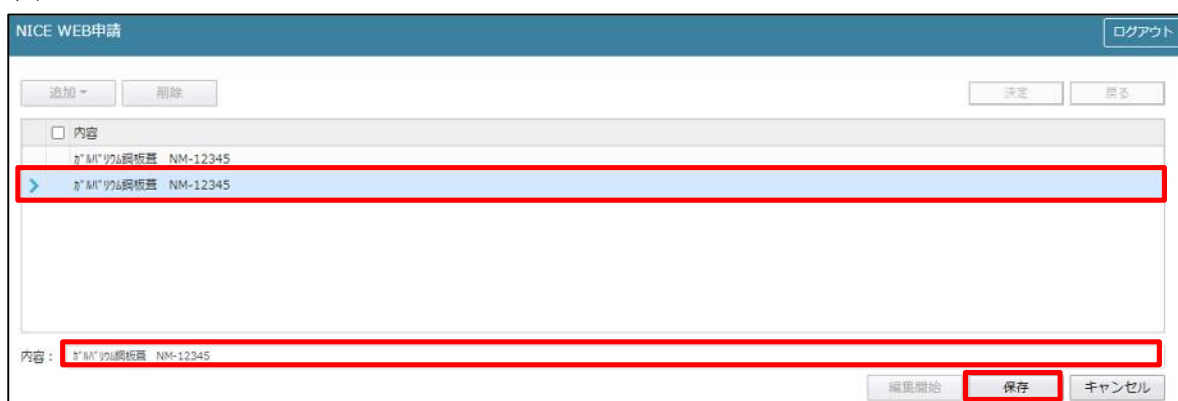 NICE WEB申請 ログアウト
追加 削除 決定 戻る
内容
ｶﾞﾙﾊﾞﾘｳﾑ鋼板葺 NM-12345
ｶﾞﾙﾊﾞﾘｳﾑ鋼板葺 NM-12345
内容： ｶﾞﾙﾊﾞﾘｳﾑ鋼板葺 NM-12345
編集開始 保存 キャンセル